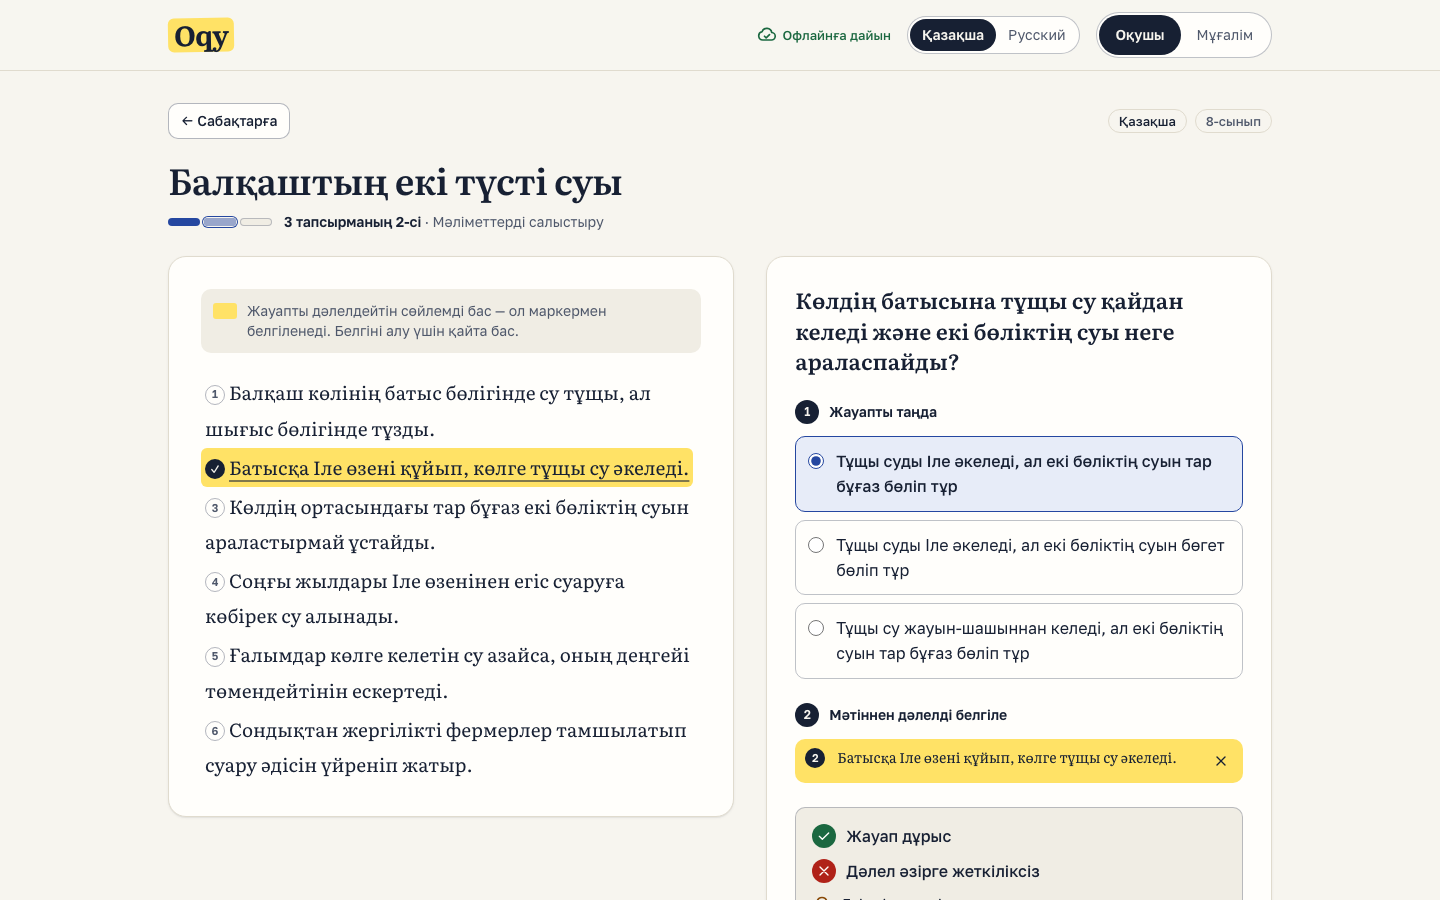 Oqy
Офлайнға дайын
Қазақша
Русский
Оқушы
Мұғалім
← Сабақтарға
Қазақша
8-сынып
Балқаштың екі түсті суы
3 тапсырманың 2-сі · Мәліметтерді салыстыру
Жауапты дәлелдейтін сөйлемді бас — ол маркермен
белгіленеді. Белгіні алу үшін қайта бас.
1 Балқаш көлінің батыс бөлігінде су тұщы, ал
шығыс бөлігінде тұзды.
Батысқа Іле өзені құйып, көлге тұщы су әкеледі.
3 Көлдің ортасындағы тар бұғаз екі бөліктің суын
араластырмай ұстайды.
4 Соңғы жылдары Іле өзенінен егіс суаруға
көбірек су алынады.
5 Ғалымдар көлге келетін су азайса, оның деңгейі
төмендейтінін ескертеді.
6 Сондықтан жергілікті фермерлер тамшылатып
суару әдісін үйреніп жатыр.
Көлдің батысына тұщы су қайдан
келеді және екі бөліктің суы неге
араласпайды?
1 Жауапты таңда
Тұщы суды Іле әкеледі, ал екі бөліктің суын тар
бұғаз бөліп тұр
Тұщы суды Іле әкеледі, ал екі бөліктің суын бөгет
бөліп тұр
Тұщы су жауын-шашыннан келеді, ал екі бөліктің
суын тар бұғаз бөліп тұр
2 Мәтіннен дәлелді белгіле
2 Батысқа Іле өзені құйып, көлге тұщы су әкеледі.
Жауап дұрыс
Дәлел әзірге жеткіліксіз